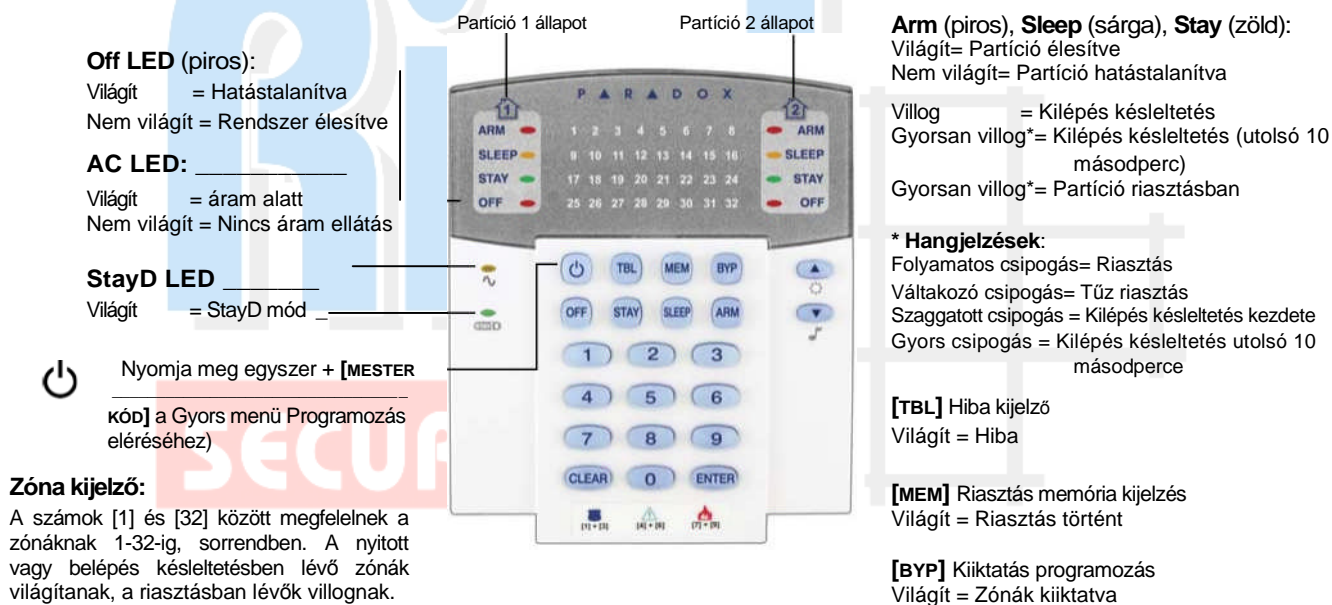 Partíció 1 állapot
Partíció 2 állapot
Off LED (piros):
Világít = Hatástalanítva
Nem világít = Rendszer élesítve
AC LED: ____________
Világít = áram alatt
Nem világít = Nincs áram ellátás
StayD LED ________
Világít = StayD mód _
Nyomja meg egyszer + [MESTER
KÓD] a Gyors menü Programozás
eléréséhez)
Zóna kijelző:
A számok [1] és [32] között megfelelnek a
zónáknak 1-32-ig, sorrendben. A nyitott
vagy belépés késleltetésben lévő zónák
világítanak, a riasztásban lévők villognak.
SECUR
PARADOX
1 2
ARM 1 2 3 4 5 6 7 8 ARM
SLEEP 9 10 11 12 13 14 15 16 SLEEP
STAY 17 18 19 20 21 22 23 24 STAY
OFF 25 26 27 28 29 30 31 32 OFF
TBL MEM BYP
OFF STAY SLEEP ARM
1 2 3
4 5 6
7 8 9
CLEAR 0 ENTER
[1] + [3] [4] + [6] [7] + [9]
Arm (piros), Sleep (sárga), Stay (zöld):
Világít= Partíció élesítve
Nem világít= Partíció hatástalanítva
Villog = Kilépés késleltetés
Gyorsan villog*= Kilépés késleltetés (utolsó 10
másodperc)
Gyorsan villog*= Partíció riasztásban
* Hangjelzések:
Folyamatos csipogás= Riasztás
Váltakozó csipogás= Tűz riasztás
Szaggatott csipogás = Kilépés késleltetés kezdete
Gyors csipogás = Kilépés késleltetés utolsó 10
másodperce
[TBL] Hiba kijelző
Világít = Hiba
[MEM] Riasztás memória kijelzés
Világít = Riasztás történt
[BYP] Kiiktatás programozás
Világít = Zónák kiiktatva